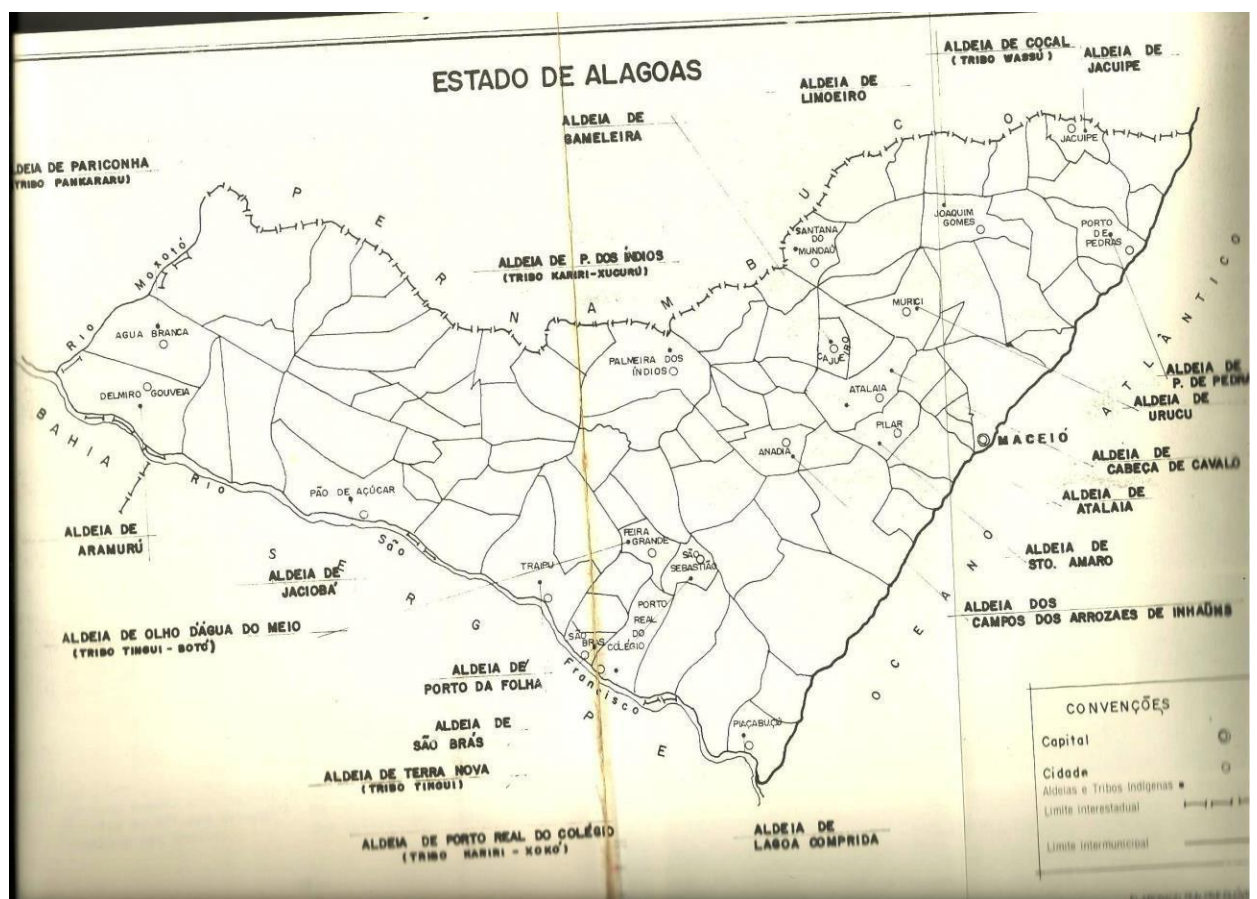 ESTADO DE ALAGOAS
ALDEIA DE COCAL
(TRIBO WASSÚ)
ALDEIA DE
JACUIPE
ALDEIA DE
LIMOEIRO
ALDEIA DE
GAMELEIRA
LDEIA DE PARICONHA
(TRIBO PANKARARU)
PERNAMBUCO
ALDEIA DE P. DOS ÍNDIOS
(TRIBO KARIRI-XUCURÚ)
Rio Moxotó
JACUIPE
JOAQUIM
GOMES
PORTO
DE
PEDRAS
SANTANA
DO
MUNDAÚ
MURICI
AGUA BRANCA
CAJUEIRO
PALMEIRA DOS
ÍNDIOS
DELMIRO GOUVEIA
ATALAIA
PILAR
ANADIA
MACEIÓ
BAHIA
Rio São Francisco
PÃO DE AÇÚCAR
FEIRA
GRANDE
SÃO
SEBASTIÃO
TRAIPU
PORTO
REAL
DO
COLÉGIO
SÃO
BRÁS
PIAÇABUÇÚ
SERGIPE
OCEANO ATLÂNTICO
ALDEIA DE
P. DE PEDRA
ALDEIA DE
URUCU
ALDEIA DE
CABEÇA DE CAVALO
ALDEIA DE
ATALAIA
ALDEIA DE
STO. AMARO
ALDEIA DOS
CAMPOS DOS ARROZAES DE INHAÜNS
ALDEIA DE
ARAMURÚ
ALDEIA DE
JACIOBÁ
ALDEIA DE OLHO D'ÁGUA DO MEIO
(TRIBO TINGUI-BOTÓ)
ALDEIA DE
PORTO DA FOLHA
ALDEIA DE
SÃO BRÁS
ALDEIA DE TERRA NOVA
(TRIBO TINGUI)
ALDEIA DE PORTO REAL DO COLÉGIO
(TRIBO KARIRI-XOKÓ)
ALDEIA DE
LAGOA COMPRIDA
CONVENÇÕES
Capital
Cidade
Aldeias e Tribos Indígenas
Limite Interestadual
Limite Intermunicipal